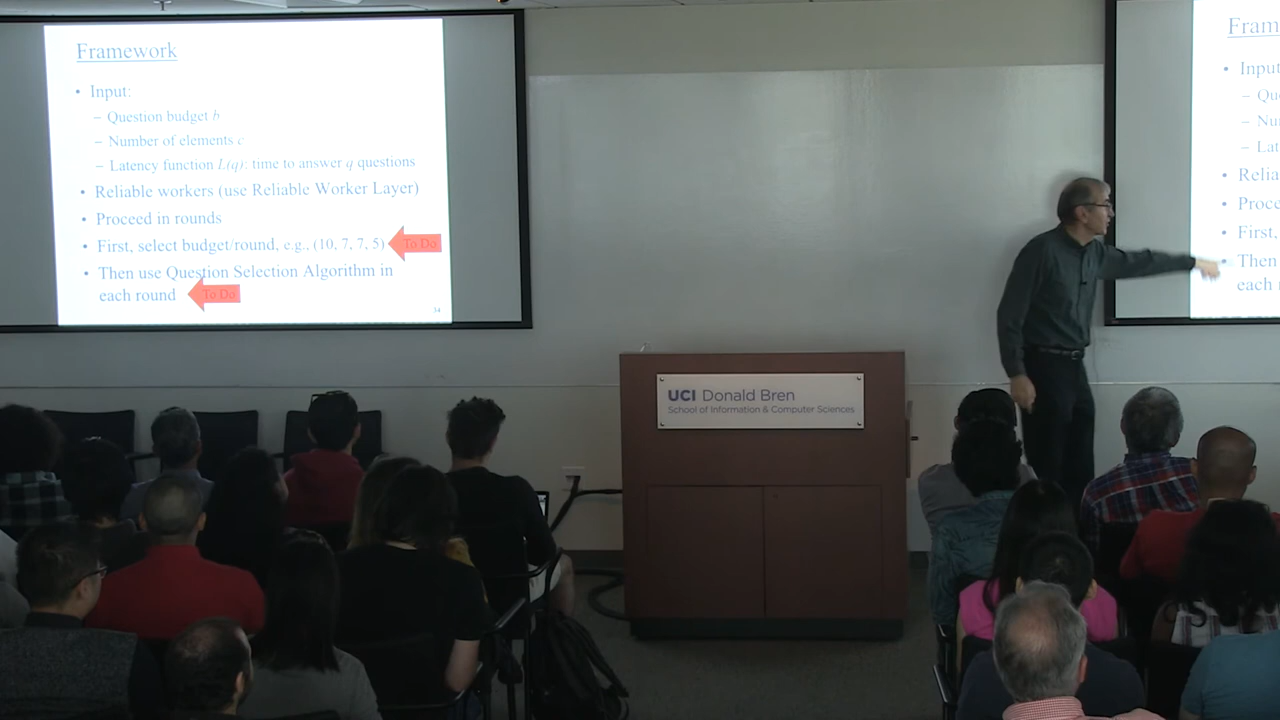 Framework
• Input:
– Question budget b
– Number of elements c
– Latency function L(q): time to answer q questions
• Reliable workers (use Reliable Worker Layer)
• Proceed in rounds
• First, select budget/round, e.g., (10, 7, 7, 5) To Do
• Then use Question Selection Algorithm in
each round To Do
34
UCI Donald Bren
School of Information & Computer Sciences
Fram
• Input
– Que
– Nu
– Lat
• Relia
• Proce
• First,
• Then
each